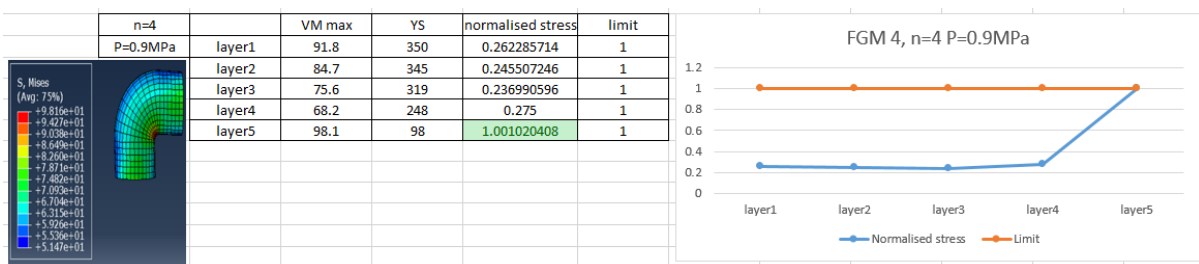 n=4 VM max YS normalised stress limit
P=0.9MPa layer1 91.8 350 0.262285714 1
layer2 84.7 345 0.245507246 1
layer3 75.6 319 0.236990596 1
layer4 68.2 248 0.275 1
layer5 98.1 98 1.001020408 1
S, Mises
(Avg: 75%)
+9.816e+01
+9.427e+01
+9.038e+01
+8.649e+01
+8.260e+01
+7.871e+01
+7.482e+01
+7.093e+01
+6.704e+01
+6.315e+01
+5.926e+01
+5.536e+01
+5.147e+01
FGM 4, n=4 P=0.9MPa
1.2
1
0.8
0.6
0.4
0.2
0
layer1 layer2 layer3 layer4 layer5
Normalised stress Limit